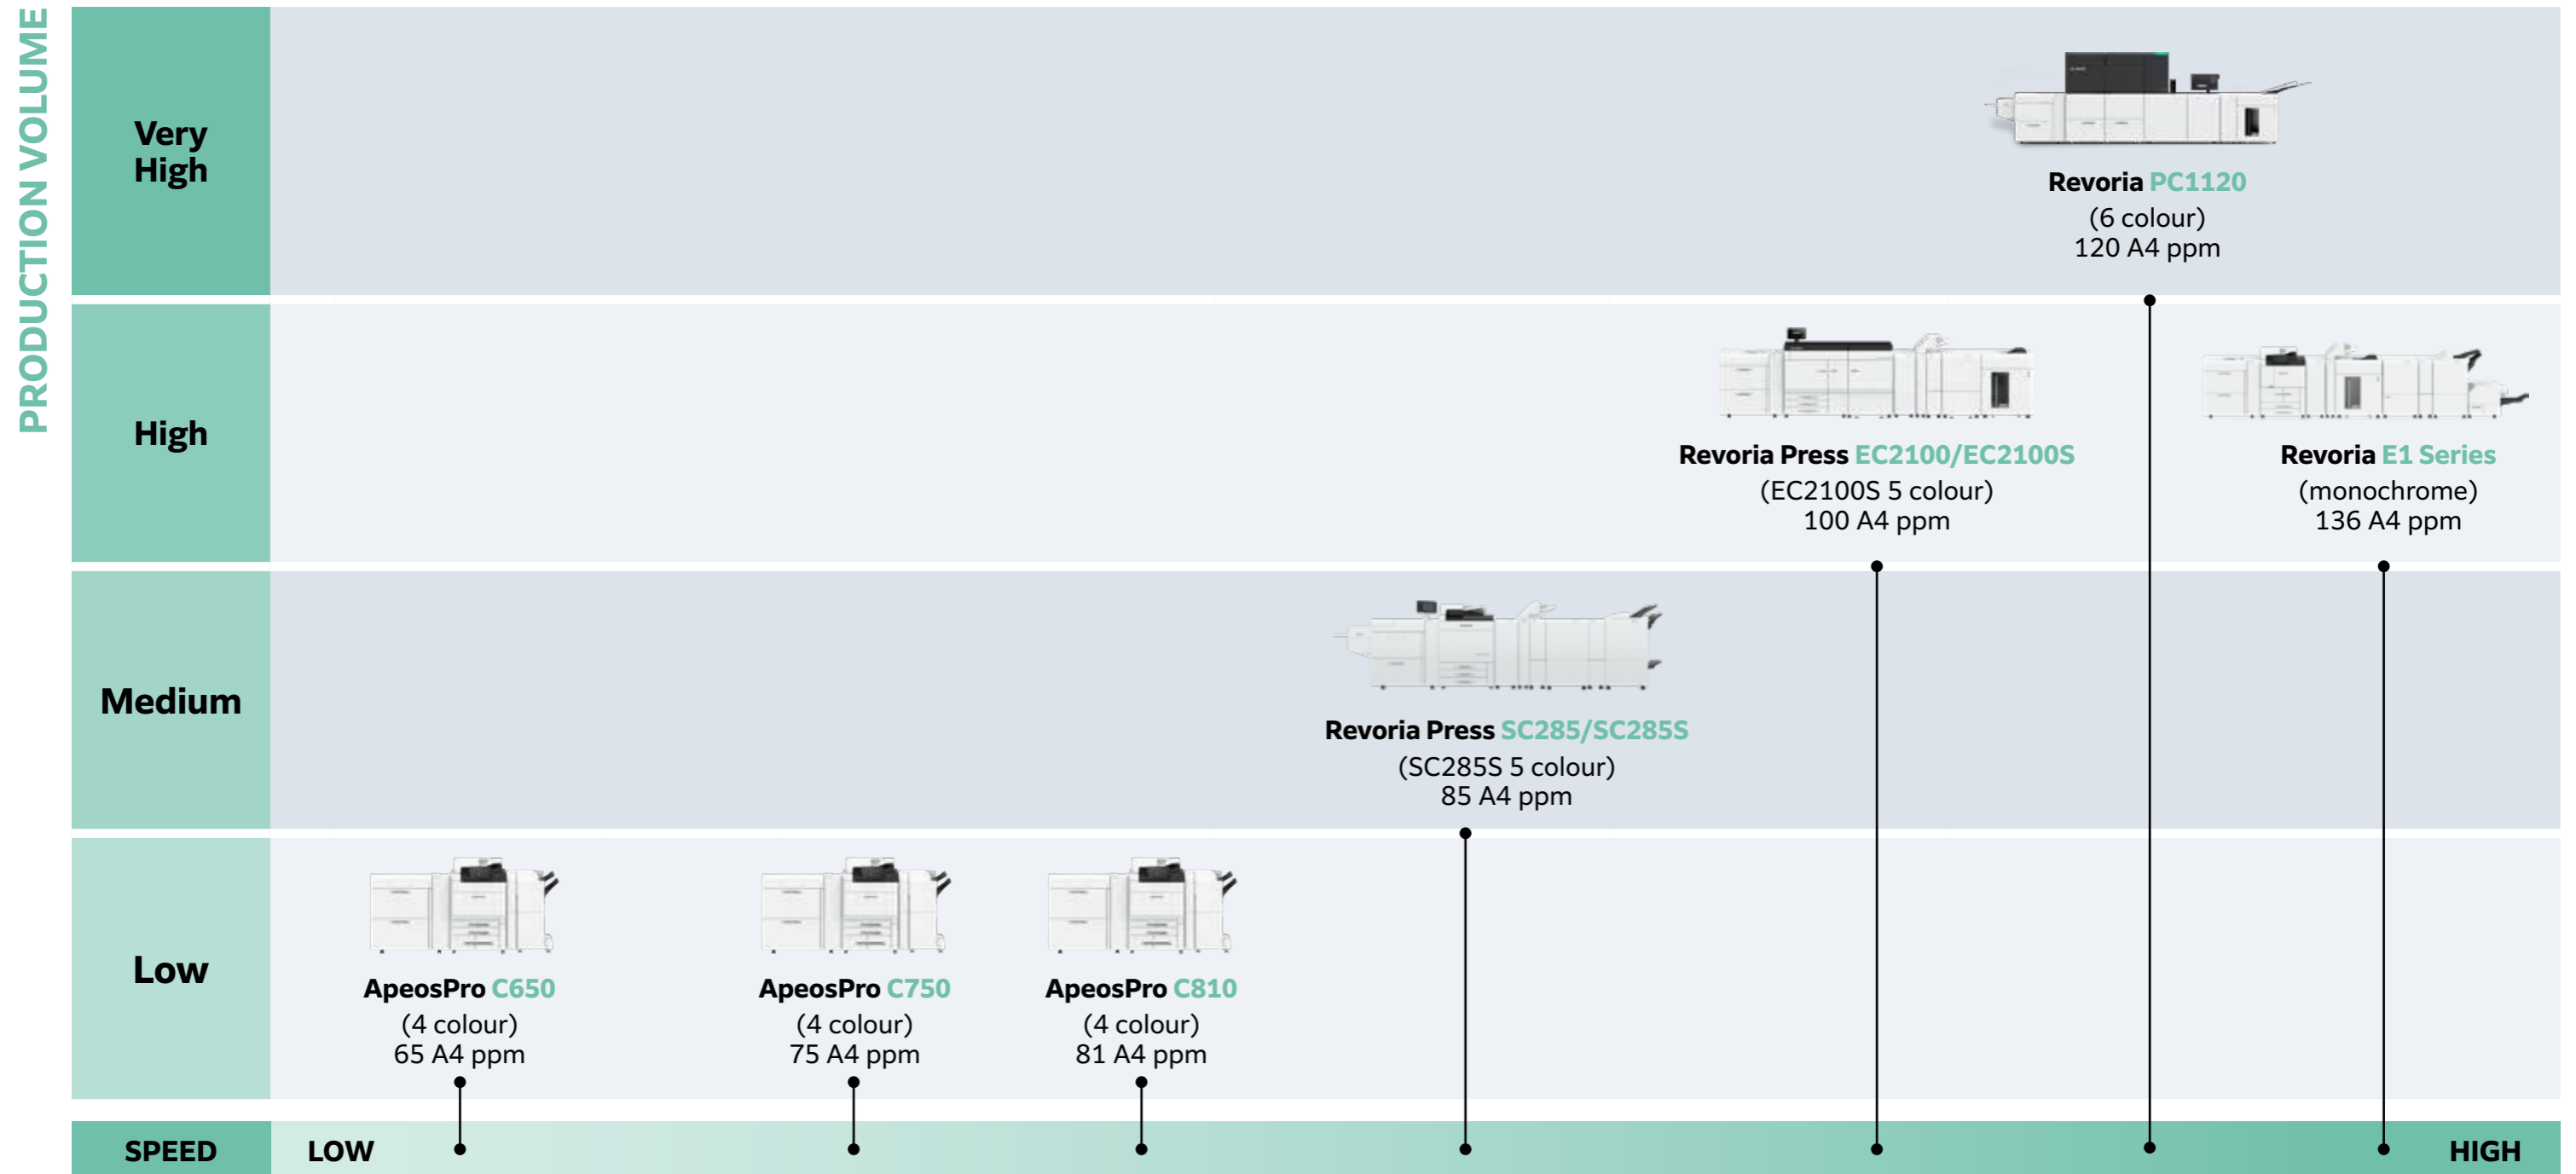 PRODUCTION VOLUME
Very
High
Revoria PC1120
(6 colour)
120 A4 ppm
High
Revoria Press EC2100/EC2100S
(EC2100S 5 colour)
100 A4 ppm
Revoria E1 Series
(monochrome)
136 A4 ppm
Medium
Revoria Press SC285/SC285S
(SC285S 5 colour)
85 A4 ppm
Low
ApeosPro C650
(4 colour)
65 A4 ppm
ApeosPro C750
(4 colour)
75 A4 ppm
ApeosPro C810
(4 colour)
81 A4 ppm
SPEED
LOW
HIGH